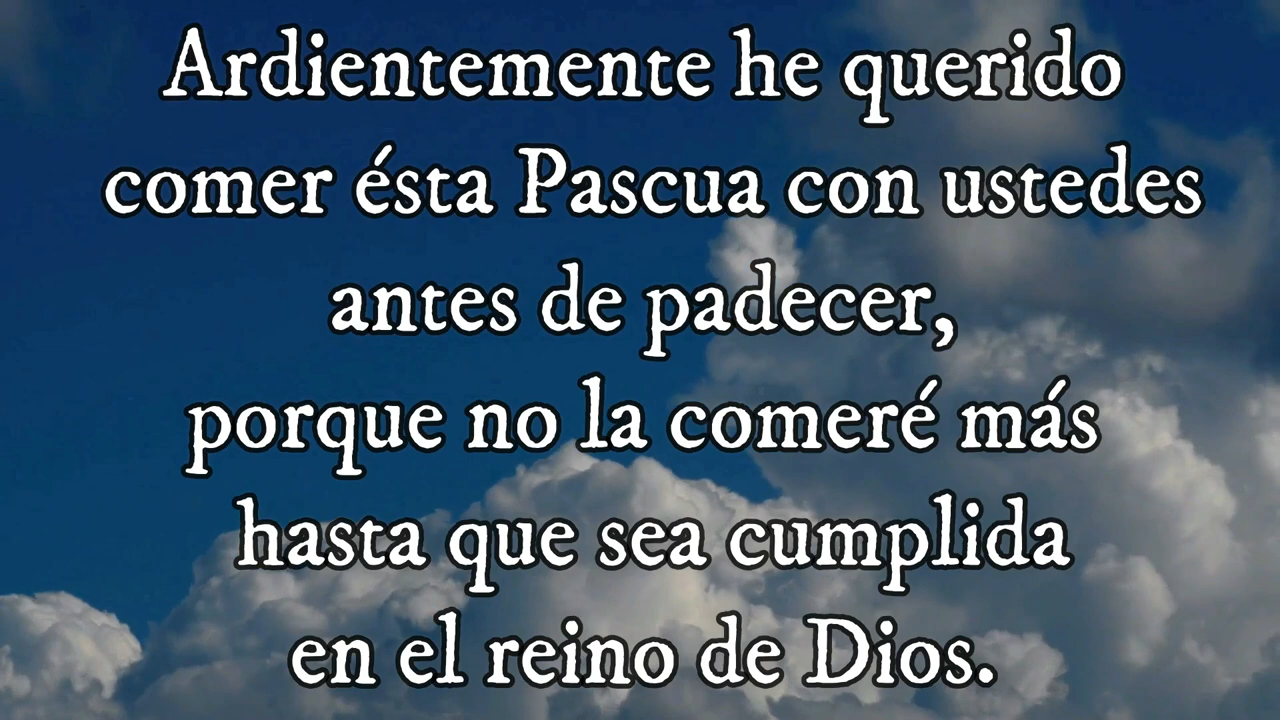 Ardientemente he querido
comer ésta Pascua con ustedes
antes de padecer,
porque no la comeré más
hasta que sea cumplida
en el reino de Dios.